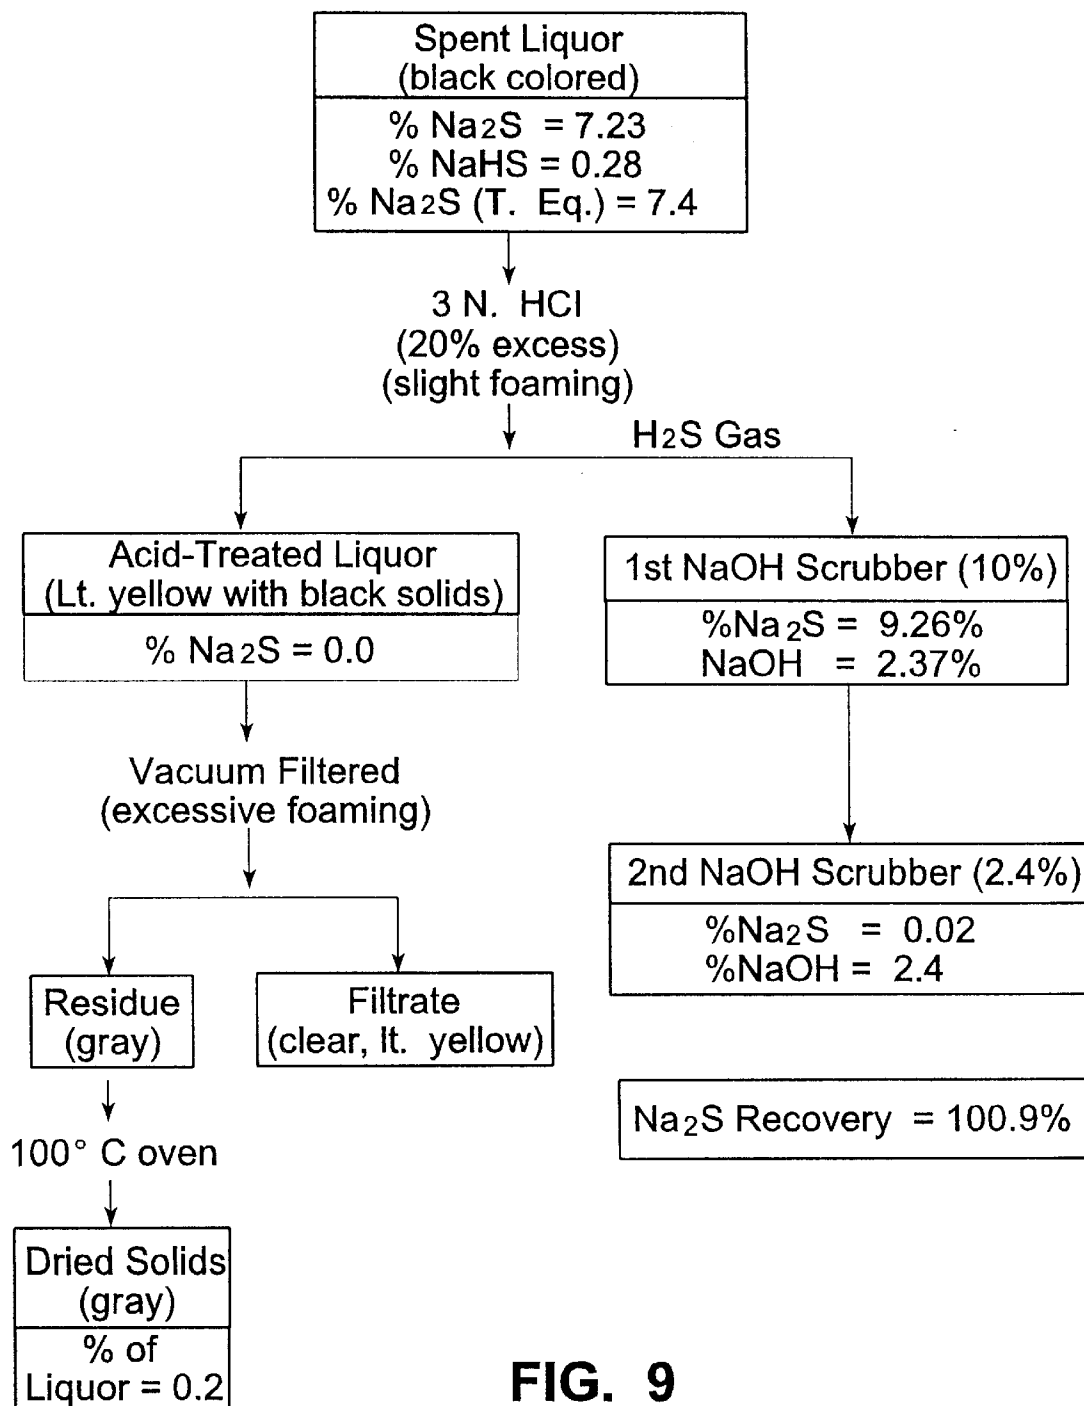 Spent Liquor
(black colored)
% Na2S = 7.23
% NaHS = 0.28
% Na2S (T. Eq.) = 7.4
3 N. HCl
(20% excess)
(slight foaming)
H2S Gas
Acid-Treated Liquor
(Lt. yellow with black solids)
% Na2S = 0.0
1st NaOH Scrubber (10%)
%Na2S = 9.26%
NaOH = 2.37%
Vacuum Filtered
(excessive foaming)
2nd NaOH Scrubber (2.4%)
%Na2S = 0.02
%NaOH = 2.4
Residue
(gray)
Filtrate
(clear, lt. yellow)
Na2S Recovery = 100.9%
100° C oven
Dried Solids
(gray)
% of
Liquor = 0.2
FIG. 9